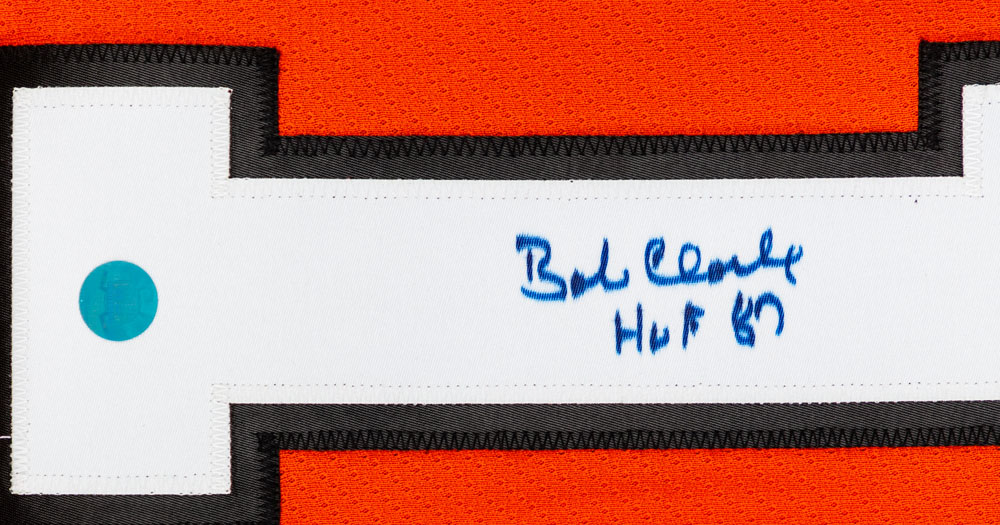 Bob Clarke
HOF 87